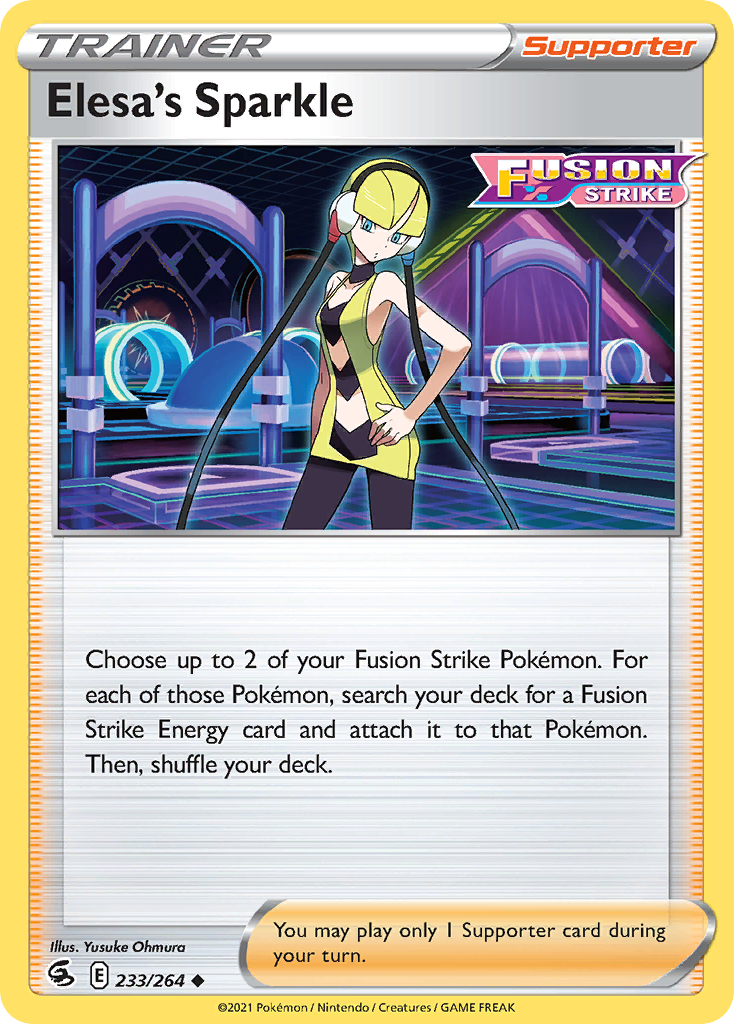 TRAINER
Supporter
Elesa's Sparkle
FUSION
STRIKE
Choose up to 2 of your Fusion Strike Pokémon. For
each of those Pokémon, search your deck for a Fusion
Strike Energy card and attach it to that Pokémon.
Then, shuffle your deck.
You may play only 1 Supporter card during
your turn.
Illus. Yusuke Ohmura
E 233/264
©2021 Pokémon / Nintendo / Creatures / GAME FREAK